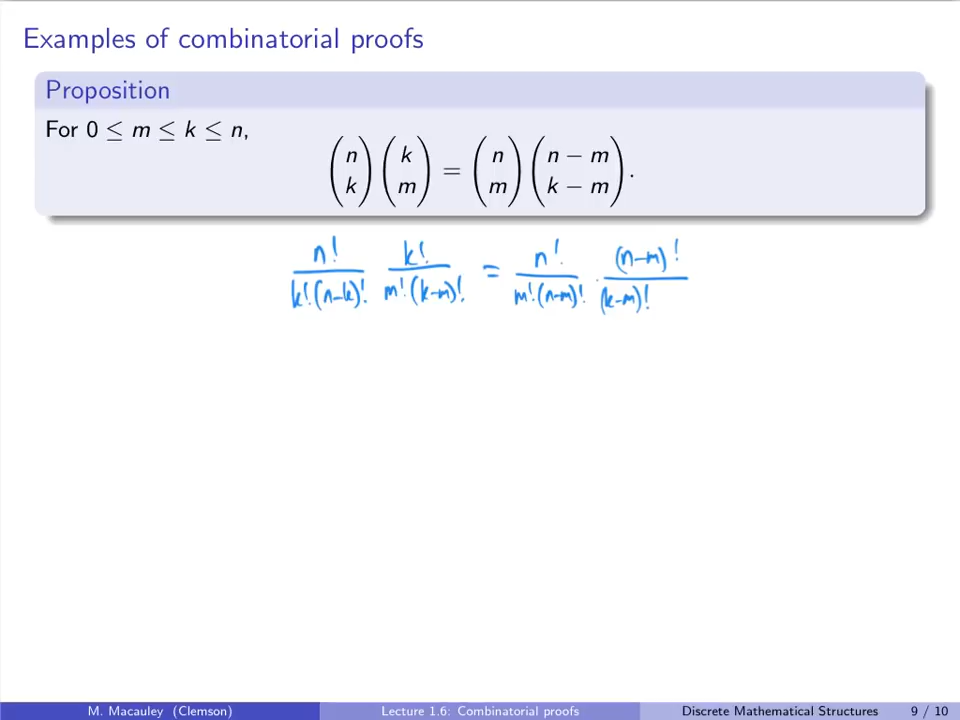 Examples of combinatorial proofs
Proposition
For 0 ≤ m ≤ k ≤ n,
(n k)(k m) = (n m)(n − m k − m).
n!/k!(n-k)! k!/m!(k-m)! = n!/m!(n-m)! · (n-m)!/(k-m)!
M. Macauley (Clemson) Lecture 1.6: Combinatorial proofs Discrete Mathematical Structures 9 / 10